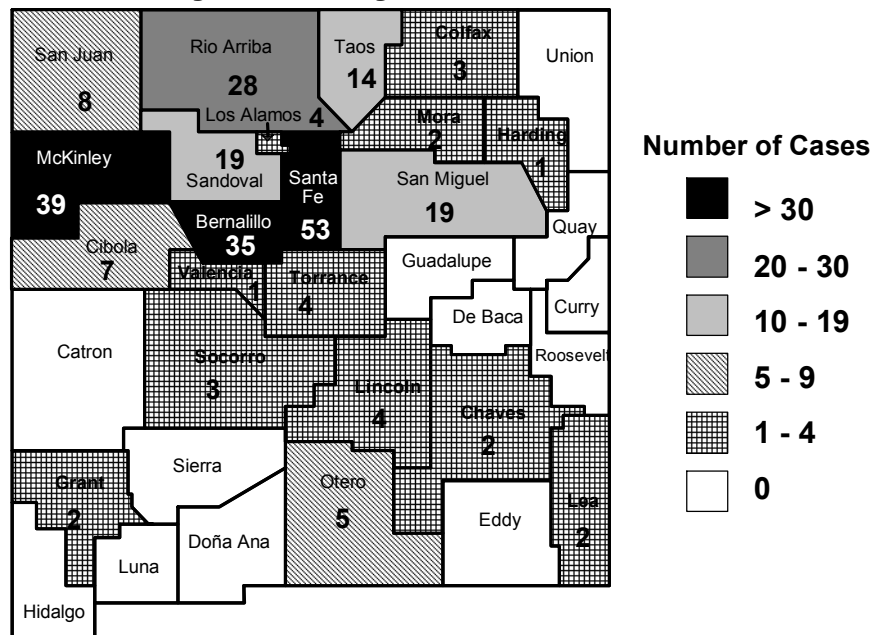 San Juan
8
Rio Arriba
28
Taos
14
Colfax
3
Union
Los Alamos
4
Mora
2
Harding
1
McKinley
39
19
Sandoval
Santa
Fe
53
San Miguel
19
Quay
Bernalillo
35
Cibola
7
Valencia
1
Torrance
4
Guadalupe
Curry
De Baca
Roosevelt
Catron
Socorro
3
Lincoln
4
Chaves
2
Sierra
Grant
2
Otero
5
Eddy
Lea
2
Doña Ana
Luna
Hidalgo
Number of Cases
> 30
20 - 30
10 - 19
5 - 9
1 - 4
0